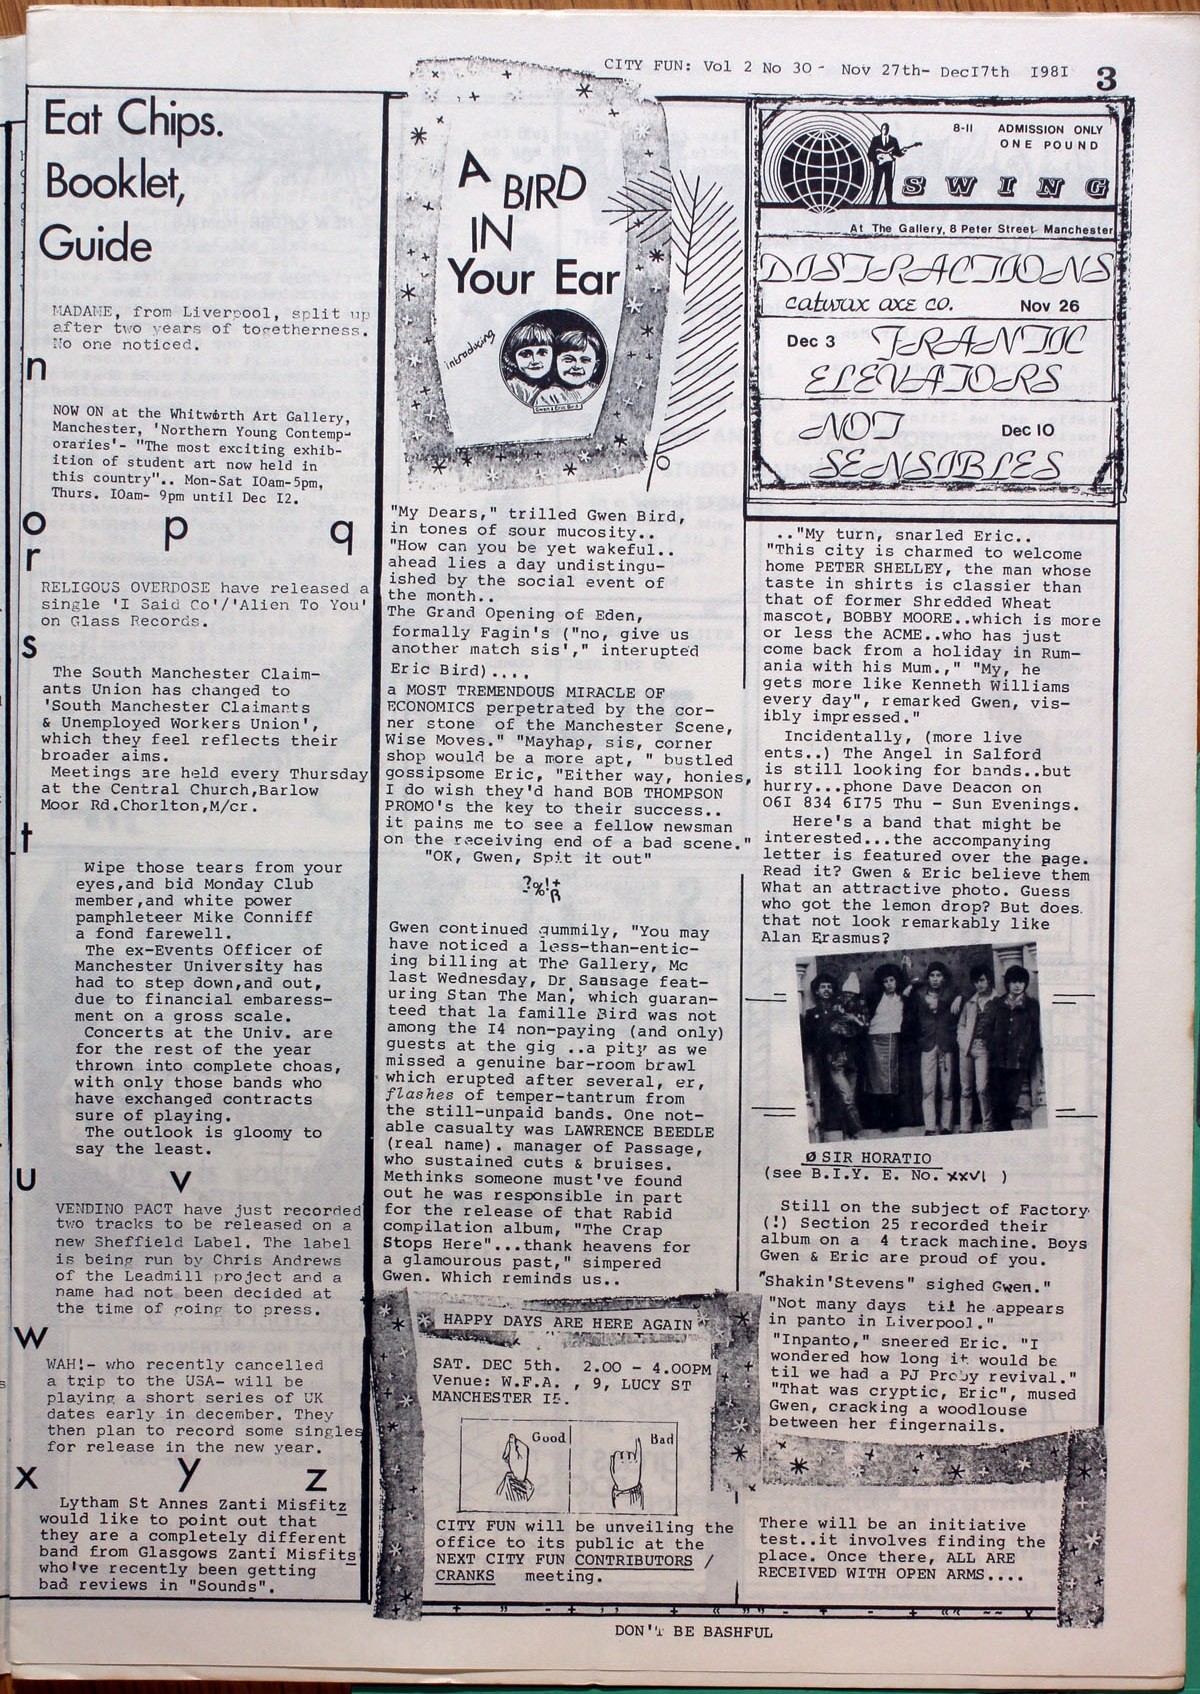 CITY FUN: Vol 2 No 30 - Nov 27th- Dec17th 1981 3
Eat Chips.
Booklet,
Guide
MADAME, from Liverpool, split up
after two years of togetherness.
No one noticed.
n
NOW ON at the Whitworth Art Gallery,
Manchester, 'Northern Young Contemp-
oraries'- "The most exciting exhib-
ition of student art now held in
this country".. Mon-Sat 10am-5pm,
Thurs. 10am- 9pm until Dec 12.
o p q
r
RELIGOUS OVERDOSE have released a
single 'I Said Co'/'Alien To You'
on Glass Records.
s
The South Manchester Claim-
ants Union has changed to
'South Manchester Claimants
& Unemployed Workers Union',
which they feel reflects their
broader aims.
Meetings are held every Thursday
at the Central Church,Barlow
Moor Rd.Chorlton,M/cr.
t
Wipe those tears from your
eyes,and bid Monday Club
member,and white power
pamphleteer Mike Conniff
a fond farewell.
The ex-Events Officer of
Manchester University has
had to step down,and out,
due to financial embaress-
ment on a gross scale.
Concerts at the Univ. are
for the rest of the year
thrown into complete choas,
with only those bands who
have exchanged contracts
sure of playing.
The outlook is gloomy to
say the least.
u v
VENDINO PACT have just recorded
two tracks to be released on a
new Sheffield Label. The label
is being run by Chris Andrews
of the Leadmill project and a
name had not been decided at
the time of going to press.
w
WAH!- who recently cancelled
a trip to the USA- will be
playing a short series of UK
dates early in december. They
then plan to record some singles
for release in the new year.
x y z
Lytham St Annes Zanti Misfitz
would like to point out that
they are a completely different
band from Glasgows Zanti Misfits
who've recently been getting
bad reviews in "Sounds".
A BIRD
IN
Your Ear
introducing
Gwen & Eric Bird
"My Dears," trilled Gwen Bird,
in tones of sour mucosity..
"How can you be yet wakeful..
ahead lies a day undistingu-
ished by the social event of
the month..
The Grand Opening of Eden,
formally Fagin's ("no, give us
another match sis'," interupted
Eric Bird)....
a MOST TREMENDOUS MIRACLE OF
ECONOMICS perpetrated by the cor-
ner stone of the Manchester Scene,
Wise Moves." "Mayhap, sis, corner
shop would be a more apt, " bustled
gossipsome Eric, "Either way, honies,
I do wish they'd hand BOB THOMPSON
PROMO's the key to their success..
it pains me to see a fellow newsman
on the receiving end of a bad scene."
"OK, Gwen, Spit it out"
?%!+
ß
Gwen continued gummily, "You may
have noticed a less-than-entic-
ing billing at The Gallery, Mc
last Wednesday, Dr Sausage feat-
uring Stan The Man, which guaran-
teed that la famille Bird was not
among the 14 non-paying (and only)
guests at the gig ..a pity as we
missed a genuine bar-room brawl
which erupted after several, er,
flashes of temper-tantrum from
the still-unpaid bands. One not-
able casualty was LAWRENCE BEEDLE
(real name). manager of Passage,
who sustained cuts & bruises.
Methinks someone must've found
out he was responsible in part
for the release of that Rabid
compilation album, "The Crap
Stops Here"...thank heavens for
a glamourous past," simpered
Gwen. Which reminds us..
HAPPY DAYS ARE HERE AGAIN
SAT. DEC 5th. 2.00 - 4.00PM
Venue: W.F.A. , 9, LUCY ST
MANCHESTER 15.
Good Bad
CITY FUN will be unveiling the
office to its public at the
NEXT CITY FUN CONTRIBUTORS /
CRANKS meeting.
8-11 ADMISSION ONLY
ONE POUND
SWING
At The Gallery, 8 Peter Street Manchester
DISTRACTIONS
catwax axe co. Nov 26
Dec 3 FRANTIC
ELEVATORS
NOT Dec 10
SENSIBLES
.."My turn, snarled Eric..
"This city is charmed to welcome
home PETER SHELLEY, the man whose
taste in shirts is classier than
that of former Shredded Wheat
mascot, BOBBY MOORE..which is more
or less the ACME..who has just
come back from a holiday in Rum-
ania with his Mum.," "My, he
gets more like Kenneth Williams
every day", remarked Gwen, vis-
ibly impressed."
Incidentally, (more live
ents..) The Angel in Salford
is still looking for bands..but
hurry...phone Dave Deacon on
061 834 6175 Thu - Sun Evenings.
Here's a band that might be
interested...the accompanying
letter is featured over the page.
Read it? Gwen & Eric believe them
What an attractive photo. Guess
who got the lemon drop? But does
that not look remarkably like
Alan Erasmus?
Ø SIR HORATIO
(see B.I.Y. E. No. xxvi )
Still on the subject of Factory
(!) Section 25 recorded their
album on a 4 track machine. Boys
Gwen & Eric are proud of you.
"Shakin'Stevens" sighed Gwen."
"Not many days til he appears
in panto in Liverpool."
"Inpanto," sneered Eric. "I
wondered how long it would be
til we had a PJ Proby revival."
"That was cryptic, Eric", mused
Gwen, cracking a woodlouse
between her fingernails.
There will be an initiative
test..it involves finding the
place. Once there, ALL ARE
RECEIVED WITH OPEN ARMS....
DON'T BE BASHFUL